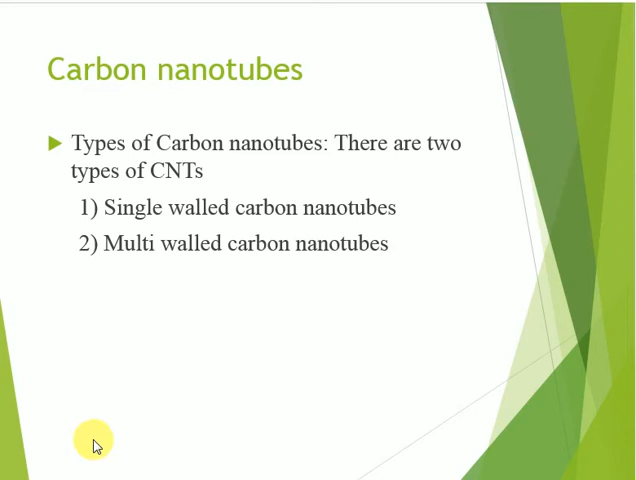 Carbon nanotubes
Types of Carbon nanotubes: There are two
types of CNTs
1) Single walled carbon nanotubes
2) Multi walled carbon nanotubes